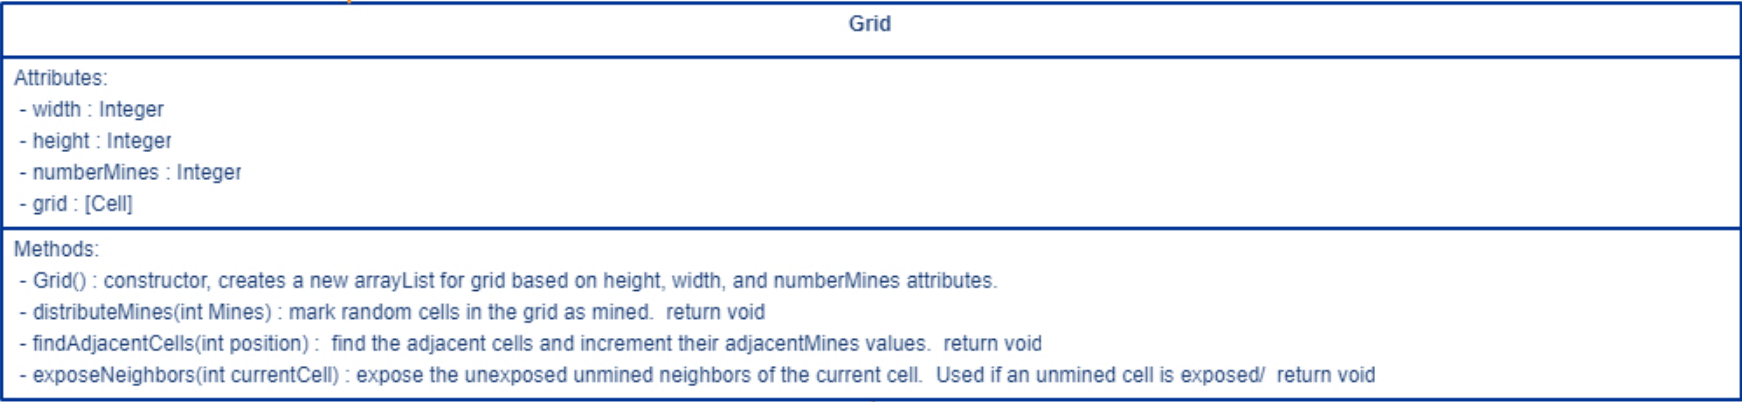 Grid
Attributes:
- width : Integer
- height : Integer
- numberMines : Integer
- grid : [Cell]
Methods:
- Grid() : constructor, creates a new arrayList for grid based on height, width, and numberMines attributes.
- distributeMines(int Mines) : mark random cells in the grid as mined.  return void
- findAdjacentCells(int position) :  find the adjacent cells and increment their adjacentMines values.  return void
- exposeNeighbors(int currentCell) : expose the unexposed unmined neighbors of the current cell.  Used if an unmined cell is exposed/  return void